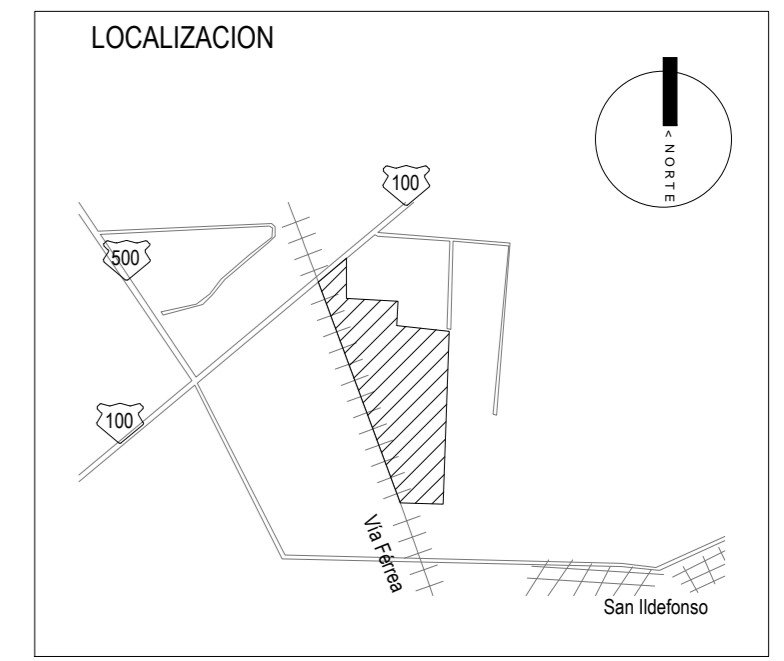 LOCALIZACION
< NORTE
100
500
100
Vía Férrea
San Ildefonso